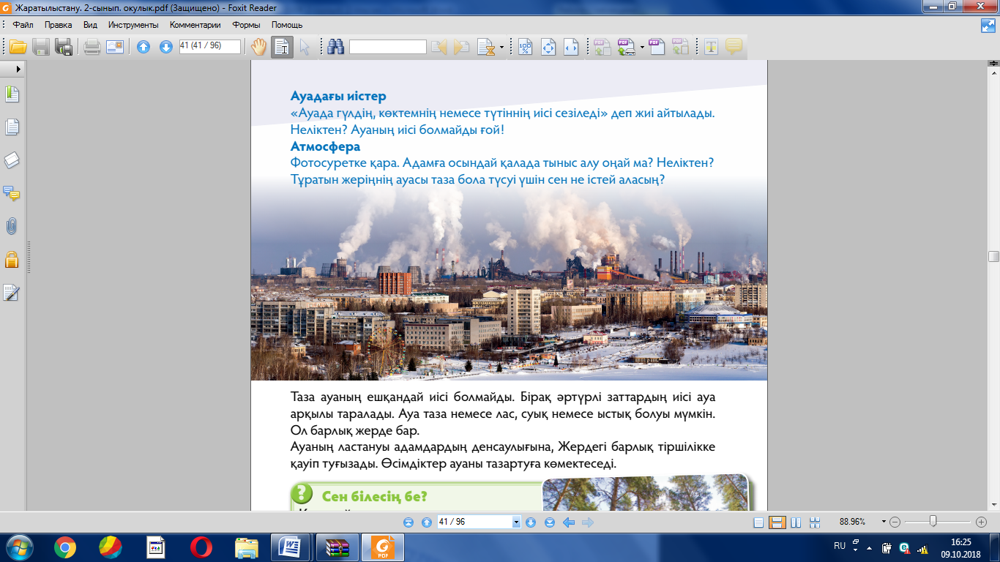 Жаратылыстану. 2-сынып. окулык.pdf (Защищено) - Foxit Reader
Файл Правка Вид Инструменты Комментарии Формы Помощь
41 (41 / 96)
Ауадағы иістер
«Ауада гүлдің, көктемнің немесе түтіннің иісі сезіледі» деп жиі айтылады.
Неліктен? Ауаның иісі болмайды ғой!
Атмосфера
Фотосуретке қара. Адамға осындай қалада тыныс алу оңай ма? Неліктен?
Тұратын жеріңнің ауасы таза бола түсуі үшін сен не істей аласың?
Таза ауаның ешқандай иісі болмайды. Бірақ әртүрлі заттардың иісі ауа
арқылы таралады. Ауа таза немесе лас, суық немесе ыстық болуы мүмкін.
Ол барлық жерде бар.
Ауаның ластануы адамдардың денсаулығына, Жердегі барлық тіршілікке
қауіп туғызады. Өсімдіктер ауаны тазартуға көмектеседі.
? Сен білесің бе?
41 / 96
88.96%
RU
16:25
09.10.2018